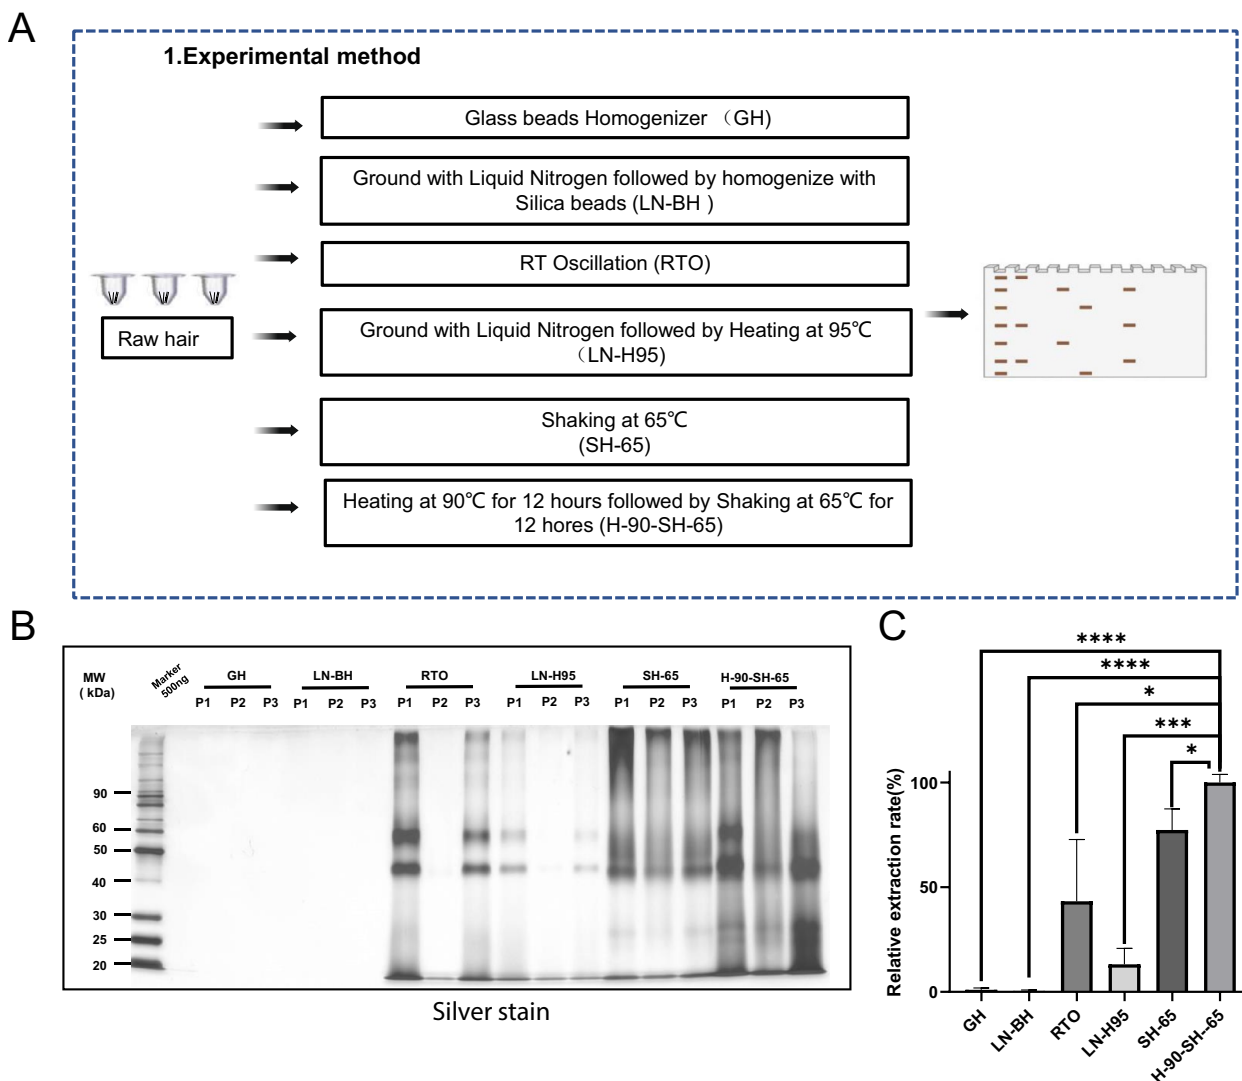 A
1.Experimental method
Glass beads Homogenizer （GH)
Ground with Liquid Nitrogen followed by homogenize with
Silica beads (LN-BH )
RT Oscillation (RTO)
Raw hair
Ground with Liquid Nitrogen followed by Heating at 95℃
（LN-H95)
Shaking at 65℃
(SH-65)
Heating at 90℃ for 12 hours followed by Shaking at 65℃ for
12 hores (H-90-SH-65)
B
MW
( kDa)
Marker
500ng
GH LN-BH RTO LN-H95 SH-65 H-90-SH-65
P1 P2 P3 P1 P2 P3 P1 P2 P3 P1 P2 P3 P1 P2 P3 P1 P2 P3
90
60
50
40
30
25
20
Silver stain
C
****
****
*
***
*
Relative extraction rate(%)
100
50
0
GH
LN-BH
RTO
LN-H95
SH-65
H-90-SH--65